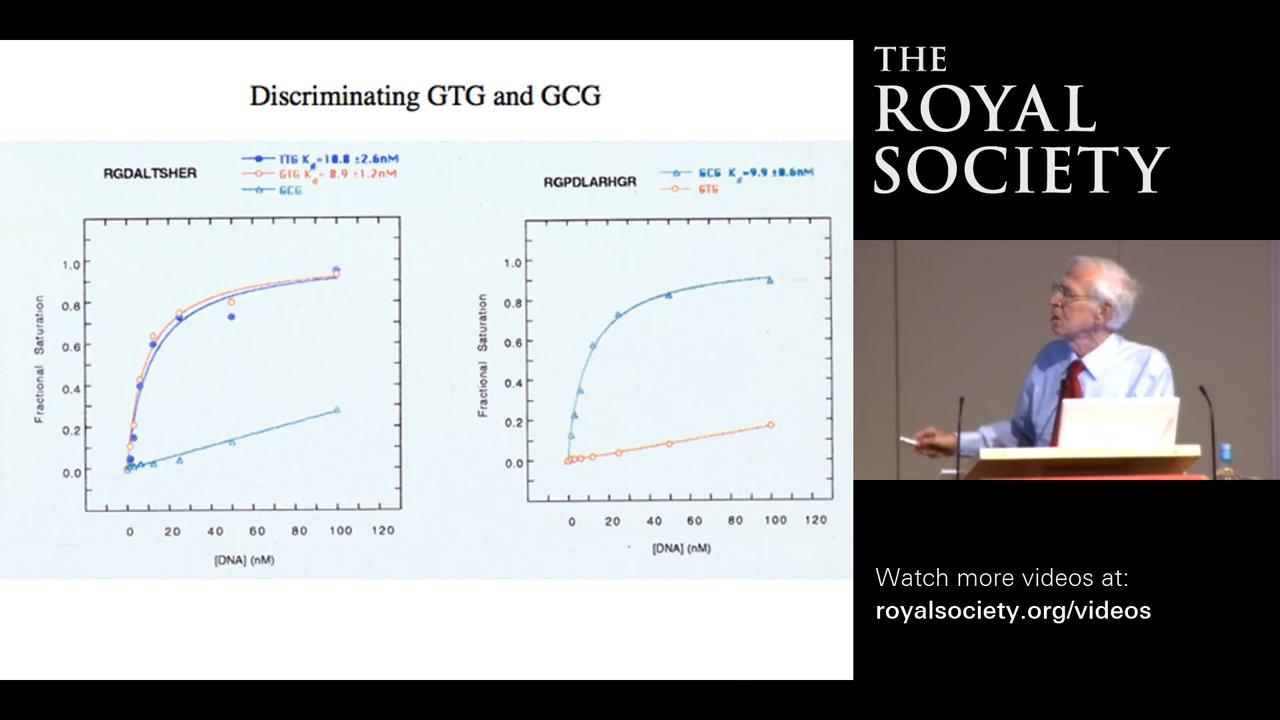 Discriminating GTG and GCG
RGDALTSHER
TTG Kd=10.8 ±2.6nM
GTG Kd= 8.9 ±1.2nM
GCG
Fractional Saturation
1.0
0.8
0.6
0.4
0.2
0.0
0 20 40 60 80 100 120
[DNA] (nM)
RGPDLARHGR
GCG Kd=9.9 ±0.6nM
GTG
Fractional Saturation
1.0
0.8
0.6
0.4
0.2
0.0
0 20 40 60 80 100 120
[DNA] (nM)
THE
ROYAL
SOCIETY
Watch more videos at:
royalsociety.org/videos